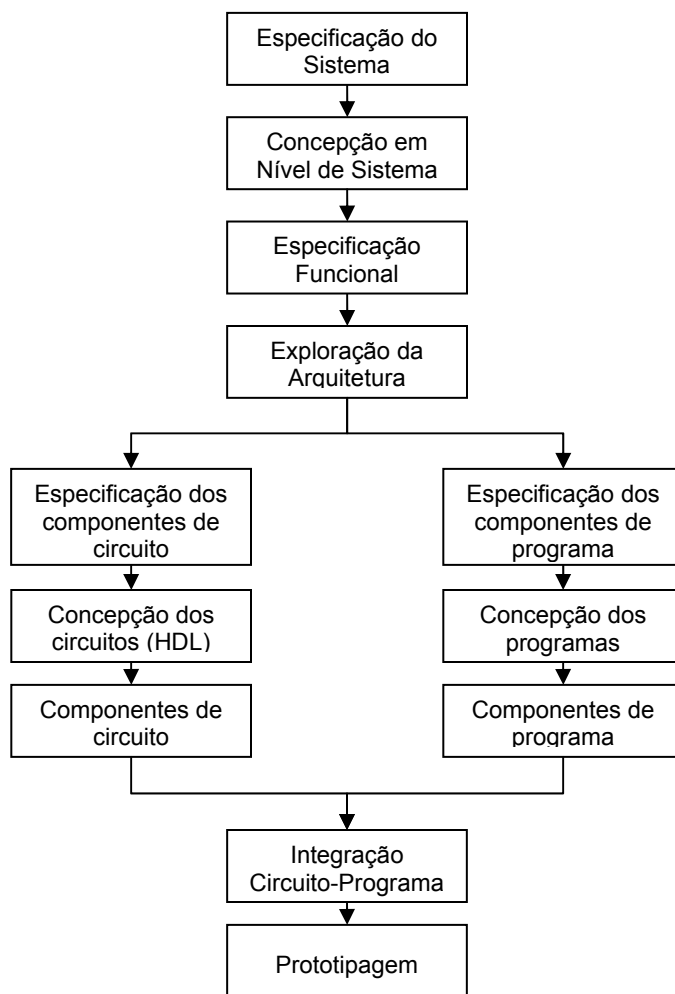 Especificação do
Sistema
Concepção em
Nível de Sistema
Especificação
Funcional
Exploração da
Arquitetura
Especificação dos
componentes de
circuito
Especificação dos
componentes de
programa
Concepção dos
circuitos (HDL)
Concepção dos
programas
Componentes de
circuito
Componentes de
programa
Integração
Circuito-Programa
Prototipagem